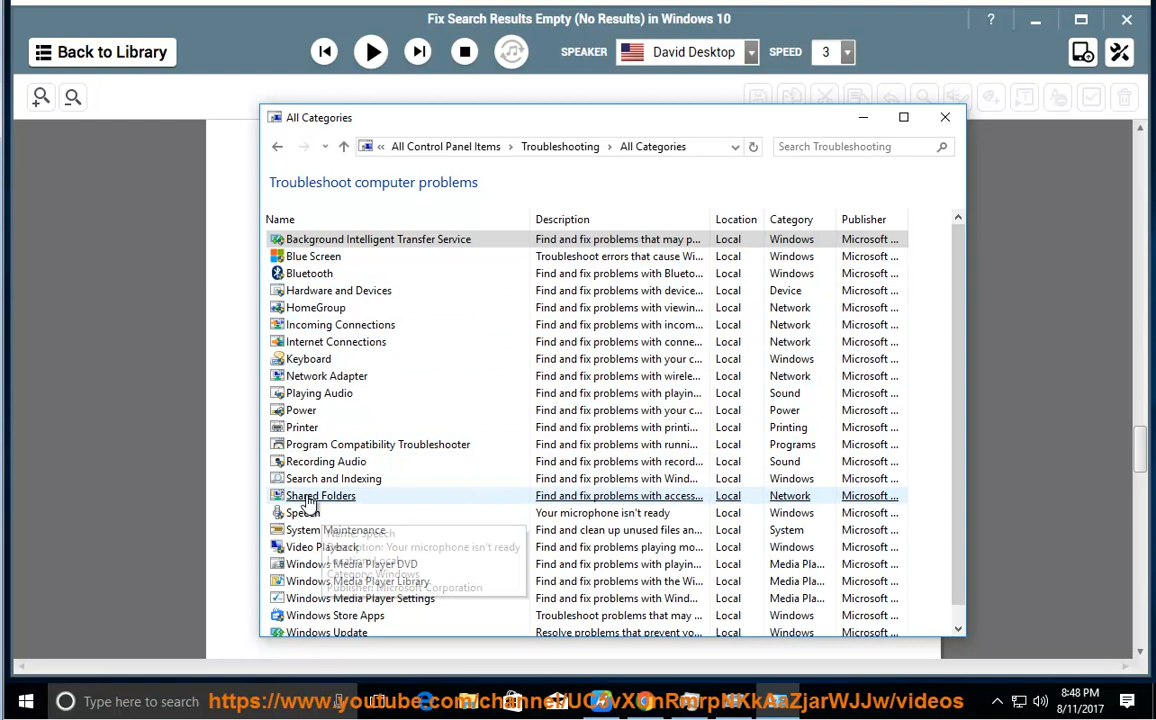 Fix Search Results Empty (No Results) in Windows 10
?
Back to Library
SPEAKER
David Desktop
SPEED
3
All Categories
« All Control Panel Items > Troubleshooting > All Categories
Search Troubleshooting
Troubleshoot computer problems
Name Description Location Category Publisher
Background Intelligent Transfer Service Find and fix problems that may p... Local Windows Microsoft ...
Blue Screen Troubleshoot errors that cause Wi... Local Windows Microsoft ...
Bluetooth Find and fix problems with Blueto... Local Windows Microsoft ...
Hardware and Devices Find and fix problems with device... Local Device Microsoft ...
HomeGroup Find and fix problems with viewin... Local Network Microsoft ...
Incoming Connections Find and fix problems with incom... Local Network Microsoft ...
Internet Connections Find and fix problems with conne... Local Network Microsoft ...
Keyboard Find and fix problems with your c... Local Windows Microsoft ...
Network Adapter Find and fix problems with wirele... Local Network Microsoft ...
Playing Audio Find and fix problems with playin... Local Sound Microsoft ...
Power Find and fix problems with your c... Local Power Microsoft ...
Printer Find and fix problems with printi... Local Printing Microsoft ...
Program Compatibility Troubleshooter Find and fix problems with runni... Local Programs Microsoft ...
Recording Audio Find and fix problems with record... Local Sound Microsoft ...
Search and Indexing Find and fix problems with Wind... Local Windows Microsoft ...
Shared Folders Find and fix problems with access... Local Network Microsoft ...
Speech Your microphone isn't ready Local Windows Microsoft ...
System Maintenance Find and clean up unused files an... Local System Microsoft ...
Name: Speech
Video Playback Find and fix problems playing mo... Local Windows Microsoft ...
Description: Your microphone isn't ready
Location: Local
Windows Media Player DVD Find and fix problems with playin... Local Media Pla... Microsoft ...
Category: Windows
Windows Media Player Library Find and fix problems with the Wi... Local Media Pla... Microsoft ...
Publisher: Microsoft Corporation
Windows Media Player Settings Find and fix problems with Wind... Local Media Pla... Microsoft ...
Windows Store Apps Troubleshoot problems that may ... Local Windows Microsoft ...
Windows Update Resolve problems that prevent yo... Local Windows Microsoft ...
Type here to search
8:48 PM
8/11/2017